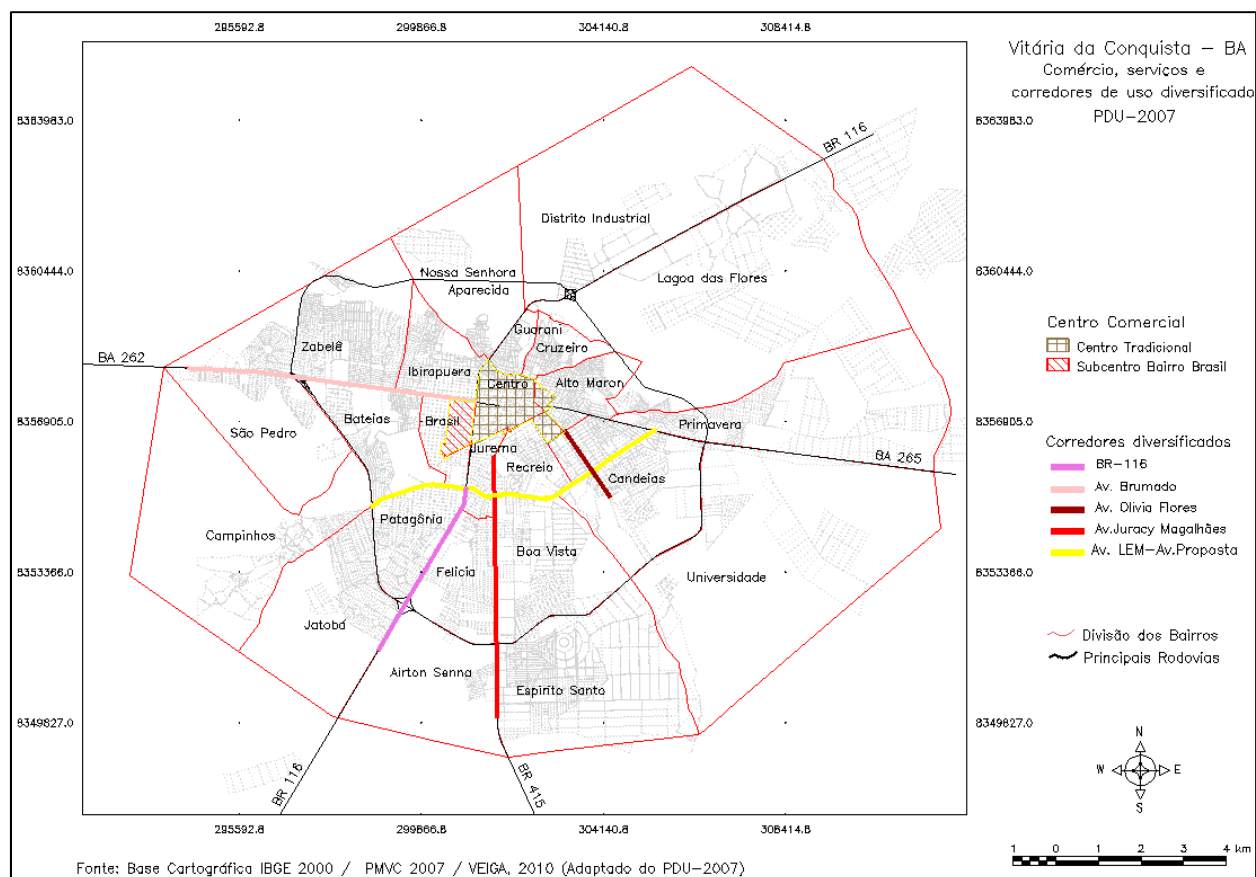 295592.8 299866.8 304140.8 308414.8
Vitária da Conquista – BA
Comércio, serviços e
corredores de uso diversificado
PDU-2007
8363983.0 8363983.0
BR 116
Distrito Industrial
8360444.0 8360444.0
Nossa Senhora
Aparecida
Lagoa das Flores
Guarani
Cruzeiro
Zabelê
BA 262
Ibirapuera
Centro
Alto Maron
Centro Comercial
Centro Tradicional
Subcentro Bairro Brasil
8356905.0 8356905.0
Bateias
Brasil
São Pedro
Primavera
Jurema
Recreio
Candeias
BA 265
Corredores diversificados
BR-116
Av. Brumado
Av. Olivia Flores
Av.Juracy Magalhães
Av. LEM-Av.Proposta
Patagônia
Campinhos
Boa Vista
8353366.0 8353366.0
Felicia
Universidade
Jatobá
Divisão dos Bairros
Principais Rodovias
Airton Senna
Espirito Santo
8349827.0 8349827.0
N
W E
S
BR 116
BR 415
295592.8 299866.8 304140.8 308414.8
1 0 1 2 3 4 km
Fonte: Base Cartográfica IBGE 2000 / PMVC 2007 / VEIGA, 2010 (Adaptado do PDU-2007)